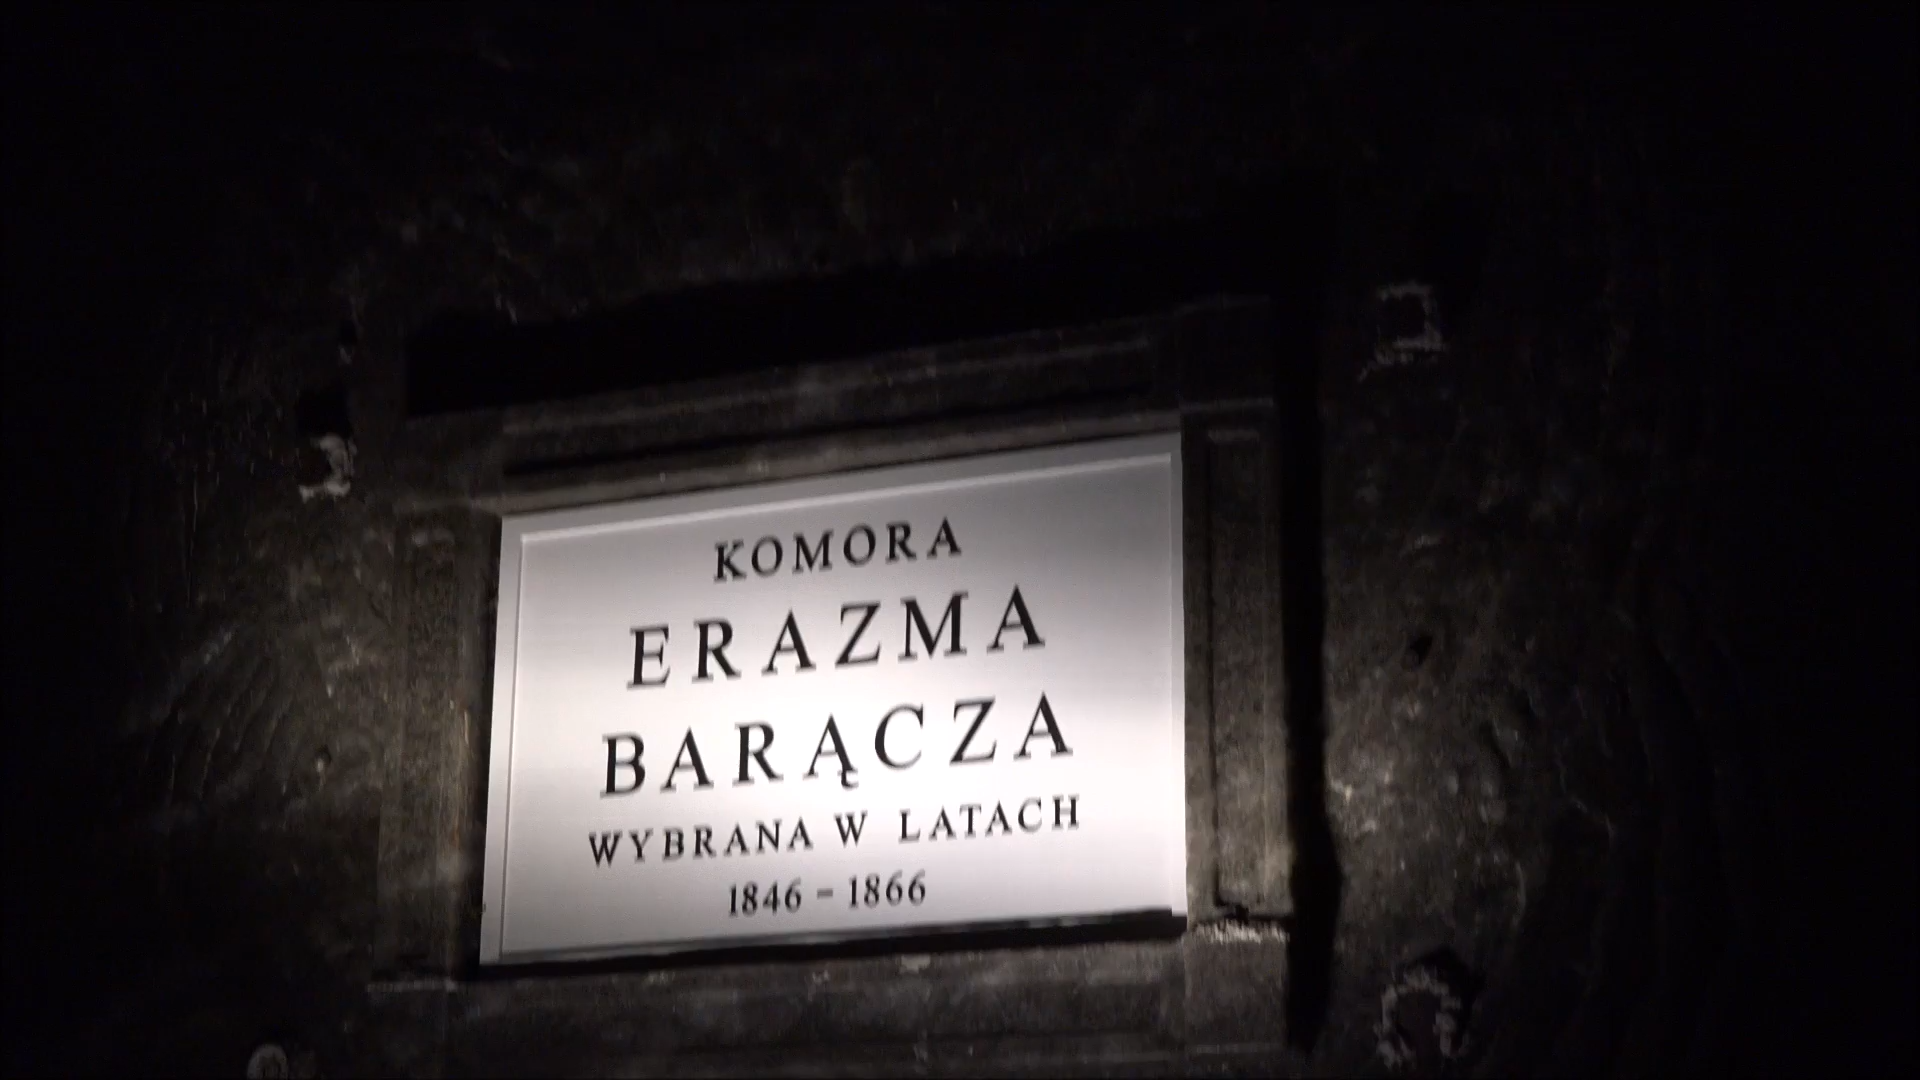 KOMORA
ERAZMA
BARĄCZA
WYBRANA W LATACH
1846 - 1866